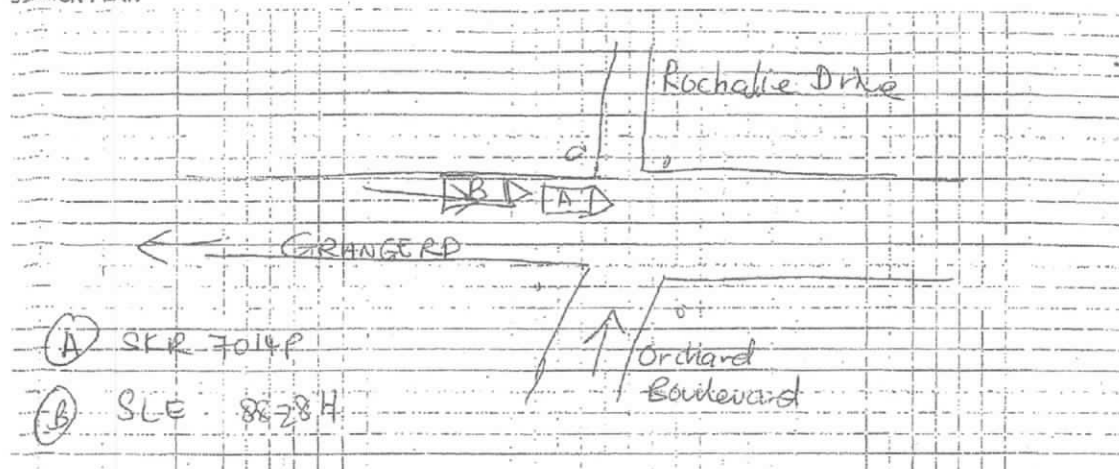 Rochalie Drive
B
A
GRANGE RD
A SKR 7014P
Orchard
Boulevard
B SLE 8828H